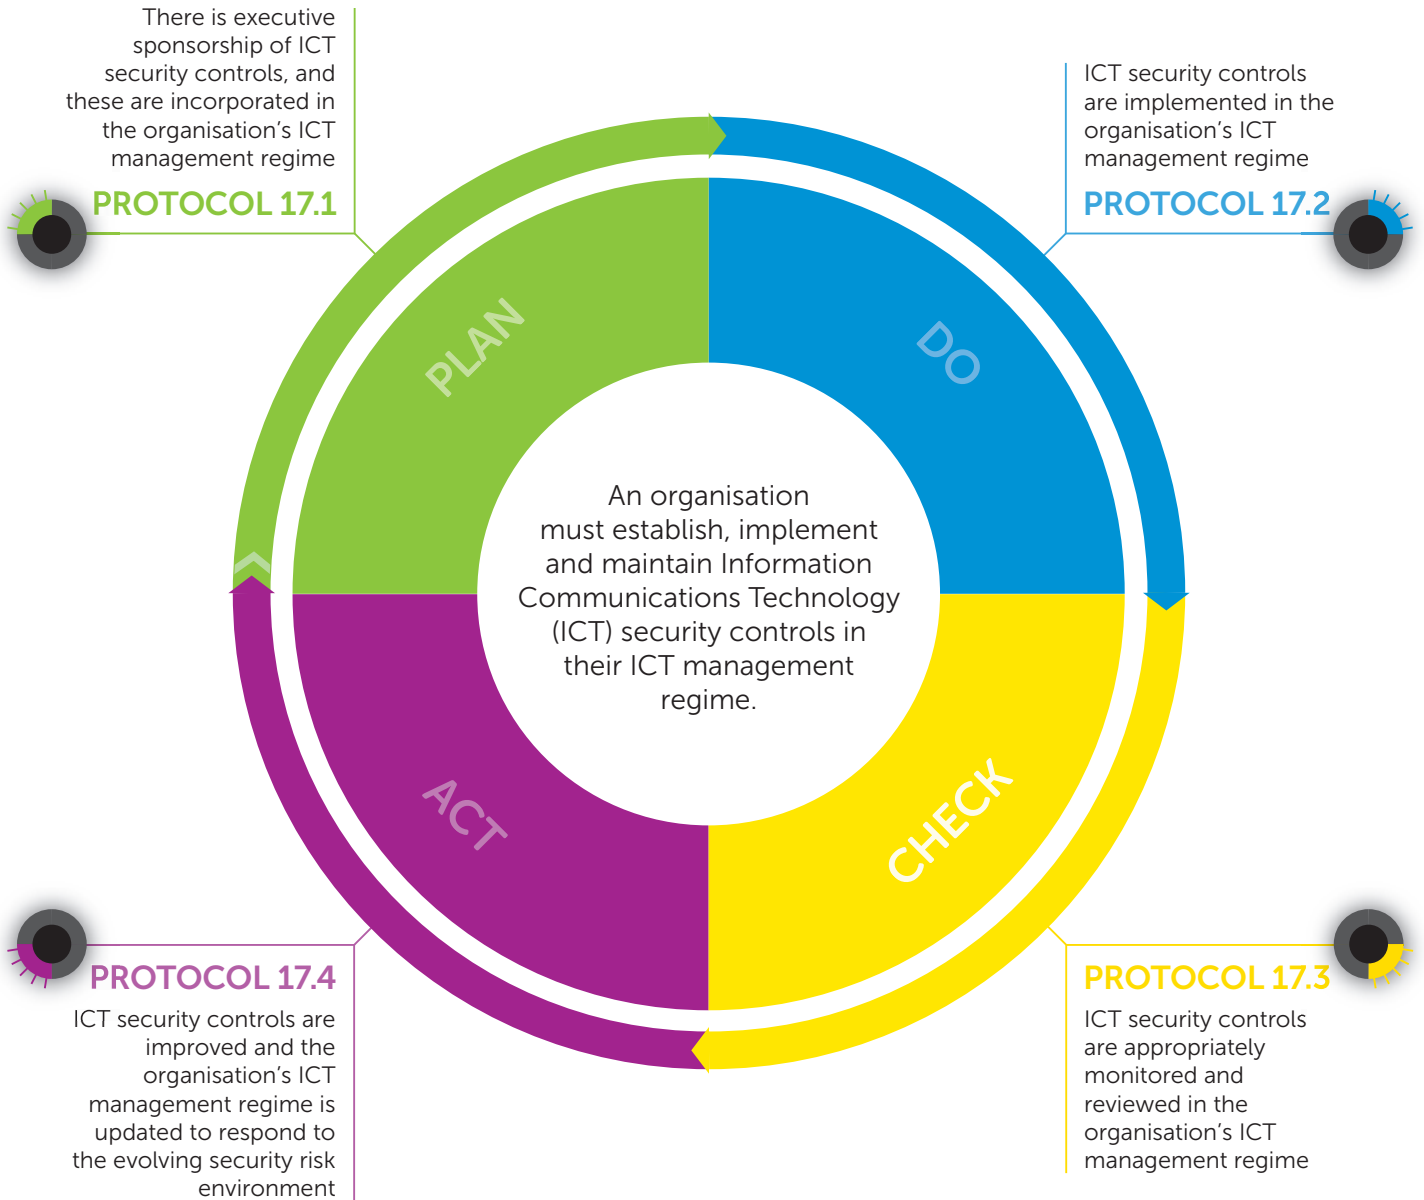 There is executive
sponsorship of ICT
security controls, and
these are incorporated in
the organisation's ICT
management regime
PROTOCOL 17.1
ICT security controls
are implemented in the
organisation's ICT
management regime
PROTOCOL 17.2
PLAN
DO
An organisation
must establish, implement
and maintain Information
Communications Technology
(ICT) security controls in
their ICT management
regime.
ACT
CHECK
PROTOCOL 17.4
ICT security controls are
improved and the
organisation's ICT
management regime is
updated to respond to
the evolving security risk
environment
PROTOCOL 17.3
ICT security controls
are appropriately
monitored and
reviewed in the
organisation's ICT
management regime